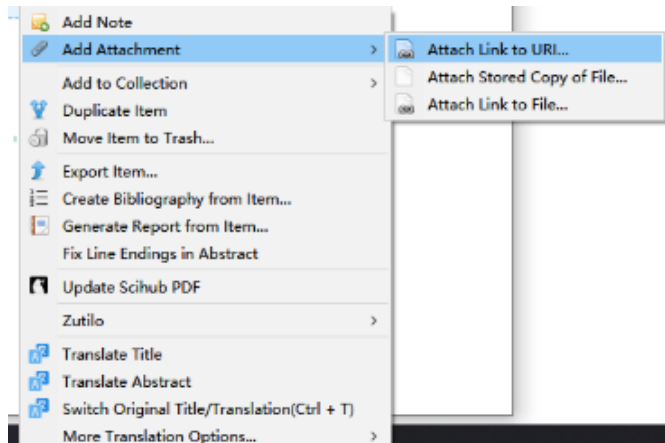 Add Note
Add Attachment
Attach Link to URI...
Attach Stored Copy of File...
Attach Link to File...
Add to Collection
Duplicate Item
Move Item to Trash...
Export Item...
Create Bibliography from Item...
Generate Report from Item...
Fix Line Endings in Abstract
Update Scihub PDF
Zutilo
Translate Title
Translate Abstract
Switch Original Title/Translation(Ctrl + T)
More Translation Options...